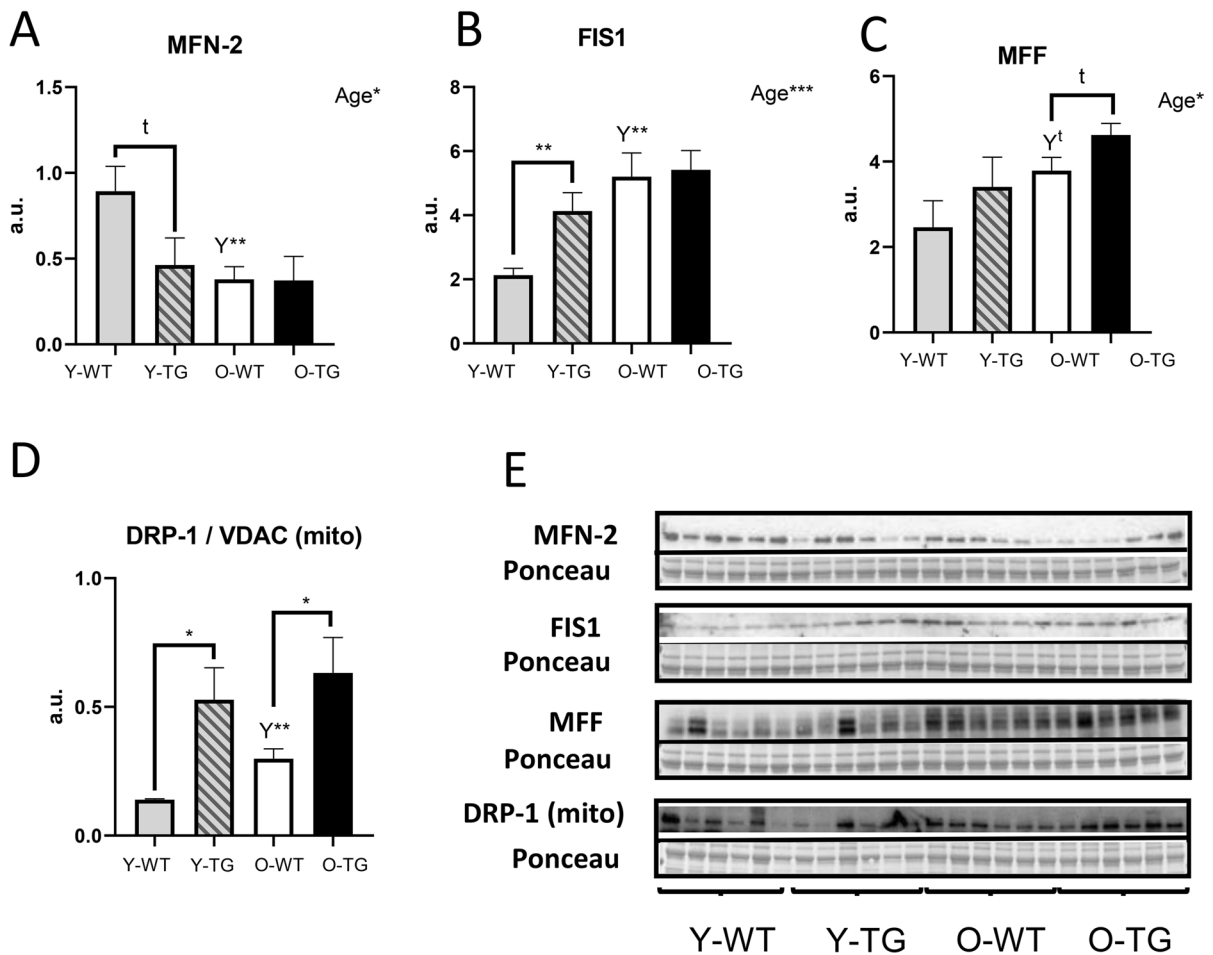 A
MFN-2
Age*
t
Y**
a.u.
1.5
1.0
0.5
0.0
Y-WT Y-TG O-WT O-TG
B
FIS1
Age***
**
Y**
a.u.
8
6
4
2
0
Y-WT Y-TG O-WT O-TG
C
MFF
Age*
t
Yt
a.u.
6
4
2
0
Y-WT Y-TG O-WT O-TG
D
DRP-1 / VDAC (mito)
*
*
Y**
a.u.
1.0
0.5
0.0
Y-WT Y-TG O-WT O-TG
E
MFN-2
Ponceau
FIS1
Ponceau
MFF
Ponceau
DRP-1 (mito)
Ponceau
Y-WT Y-TG O-WT O-TG